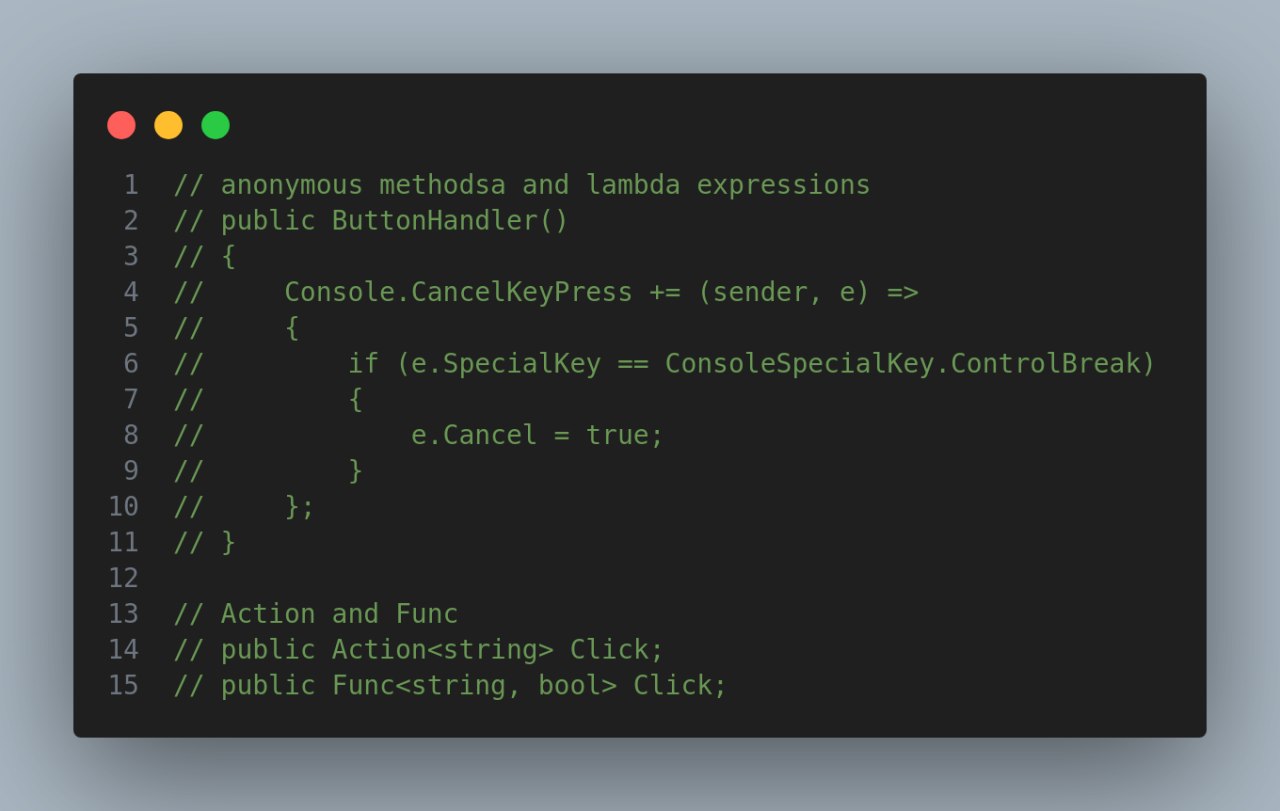 1 // anonymous methodsa and lambda expressions
2 // public ButtonHandler()
3 // {
4 //     Console.CancelKeyPress += (sender, e) =>
5 //     {
6 //         if (e.SpecialKey == ConsoleSpecialKey.ControlBreak)
7 //         {
8 //             e.Cancel = true;
9 //         }
10 //     };
11 // }
12
13 // Action and Func
14 // public Action<string> Click;
15 // public Func<string, bool> Click;